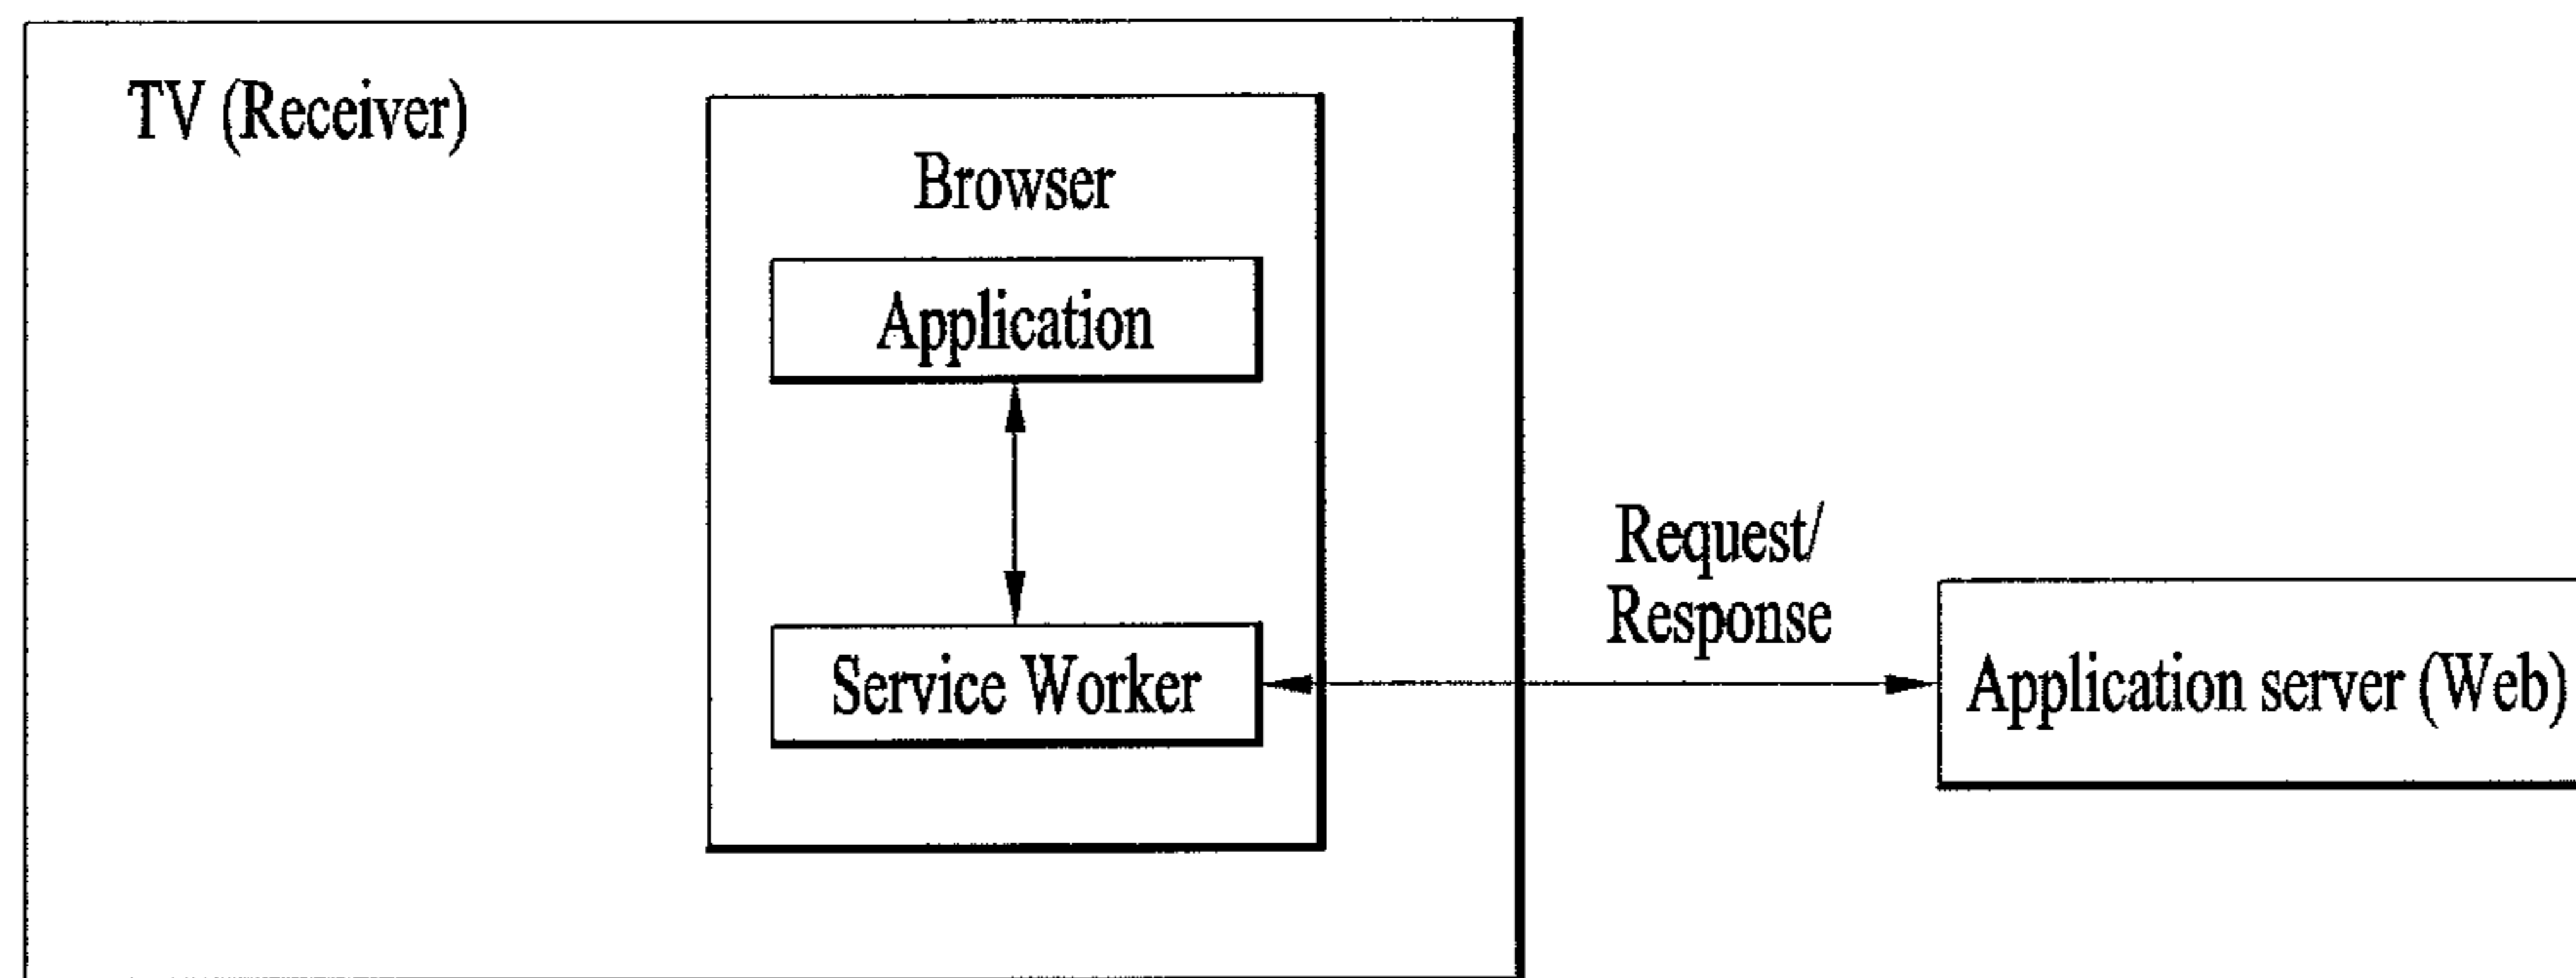 TV (Receiver)
Browser
Application
Request/
Response
Service Worker
Application server (Web)